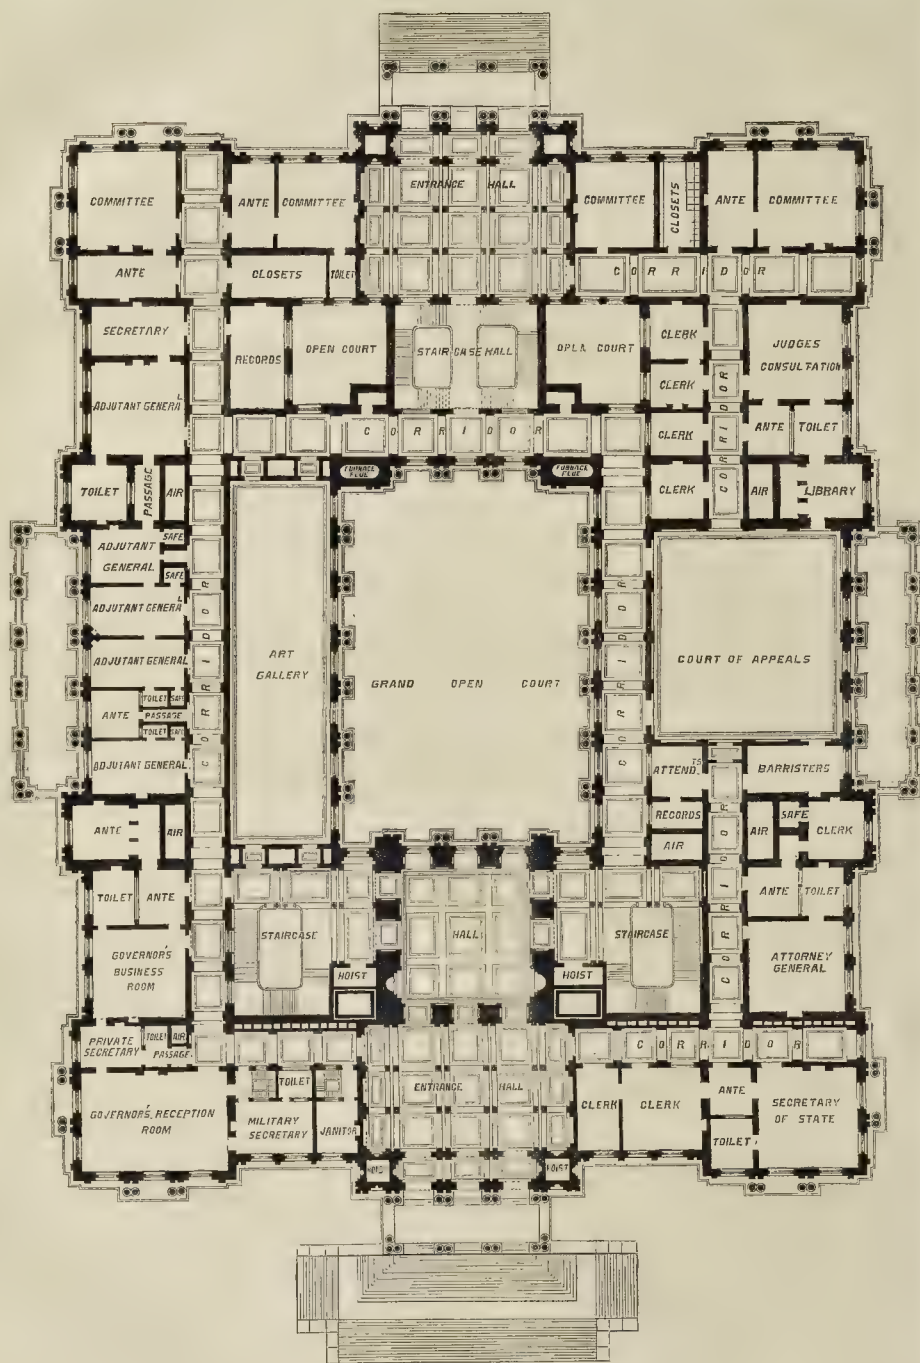 ENTRANCE HALL
COMMITTEE
ANTE
COMMITTEE
COMMITTEE
CLOSETS
ANTE
COMMITTEE
ANTE
CLOSETS
TOILET
CORRIDOR
SECRETARY
RECORDS
OPEN COURT
STAIRCASE HALL
OPEN COURT
CLERK
JUDGES
CONSULTATION
ADJUTANT GENERAL
CLERK
CORRIDOR
CLERK
CORRIDOR
ANTE
TOILET
TOILET
PASSAGE
AIR
FURNACE
FLUE
FURNACE
FLUE
CLERK
AIR
LIBRARY
ADJUTANT
GENERAL
SAFE
SAFE
ADJUTANT GENERAL
CORRIDOR
ART
GALLERY
GRAND OPEN COURT
CORRIDOR
COURT OF APPEALS
ADJUTANT GENERAL
TOILET
SAFE
ANTE
PASSAGE
TOILET
SAFE
ADJUTANT GENERAL
ATTENDTS
BARRISTERS
ANTE
AIR
RECORDS
AIR
CORRIDOR
AIR
SAFE
CLERK
TOILET
ANTE
STAIRCASE
HALL
STAIRCASE
ANTE
TOILET
GOVERNOR'S
BUSINESS
ROOM
HOIST
HOIST
ATTORNEY
GENERAL
PRIVATE
SECRETARY
TOILET
AIR
PASSAGE
CORRIDOR
GOVERNOR'S RECEPTION
ROOM
TOILET
MILITARY
SECRETARY
JANITOR
ENTRANCE HALL
CLERK
CLERK
ANTE
SECRETARY
OF STATE
TOILET
HOIST